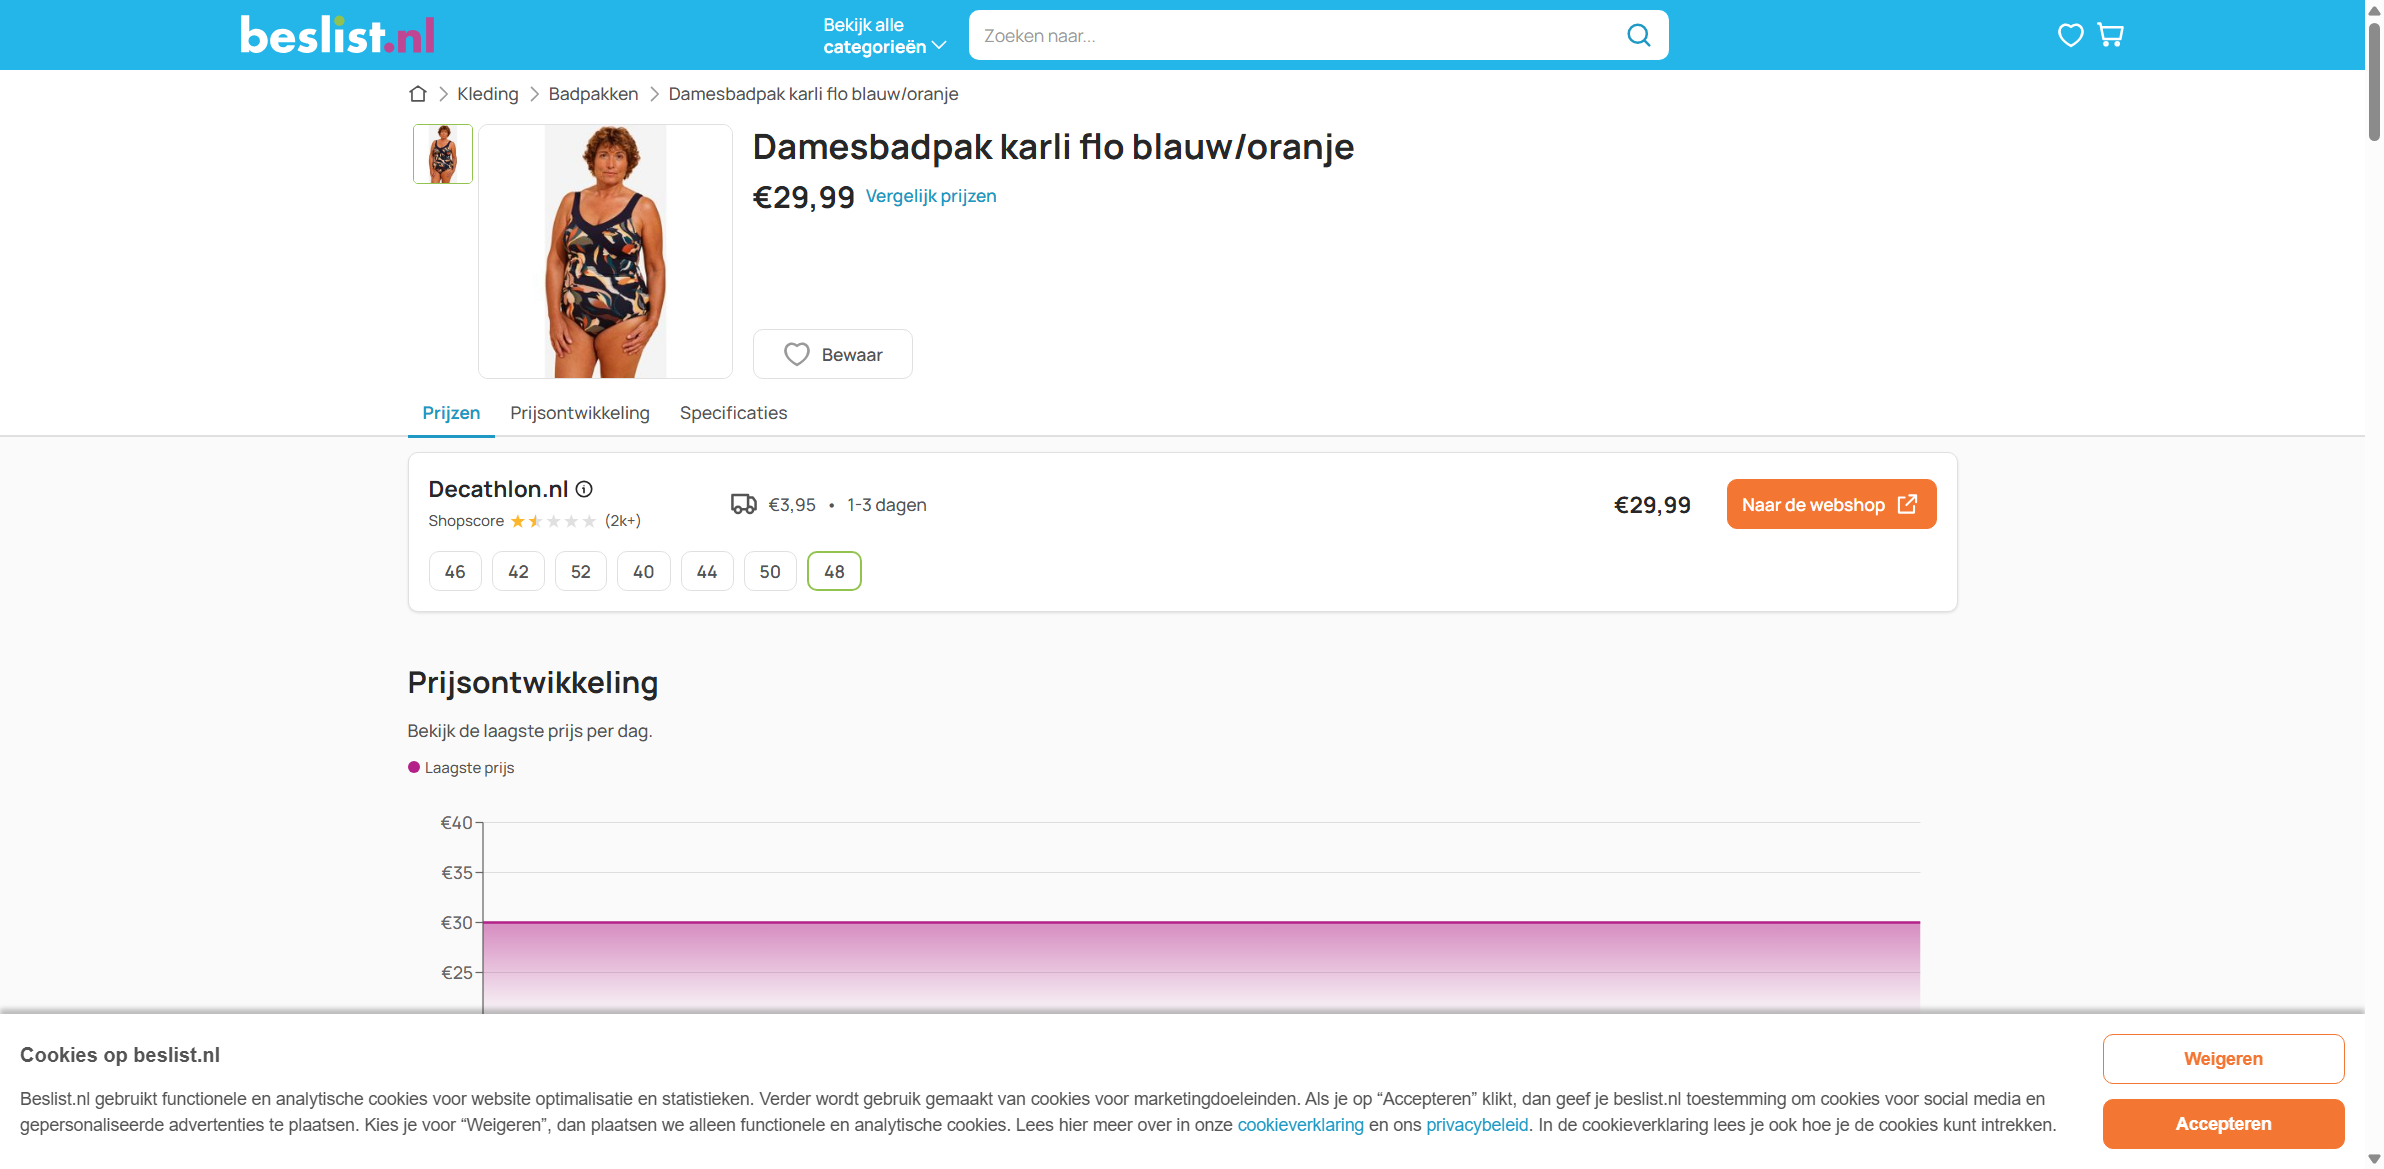 beslist.nl
Bekijk alle
categorieën
Zoeken naar...
Kleding
Badpakken
Damesbadpak karli flo blauw/oranje
Damesbadpak karli flo blauw/oranje
€29,99 Vergelijk prijzen
Bewaar
Prijzen
Prijsontwikkeling
Specificaties
Decathlon.nl
Shopscore (2k+)
€3,95 • 1-3 dagen
€29,99
Naar de webshop
46 42 52 40 44 50 48
Prijsontwikkeling
Bekijk de laagste prijs per dag.
Laagste prijs
€40
€35
€30
€25
Cookies op beslist.nl
Beslist.nl gebruikt functionele en analytische cookies voor website optimalisatie en statistieken. Verder wordt gebruik gemaakt van cookies voor marketingdoeleinden. Als je op “Accepteren” klikt, dan geef je beslist.nl toestemming om cookies voor social media en
gepersonaliseerde advertenties te plaatsen. Kies je voor “Weigeren”, dan plaatsen we alleen functionele en analytische cookies. Lees hier meer over in onze cookieverklaring en ons privacybeleid. In de cookieverklaring lees je ook hoe je de cookies kunt intrekken.
Weigeren
Accepteren